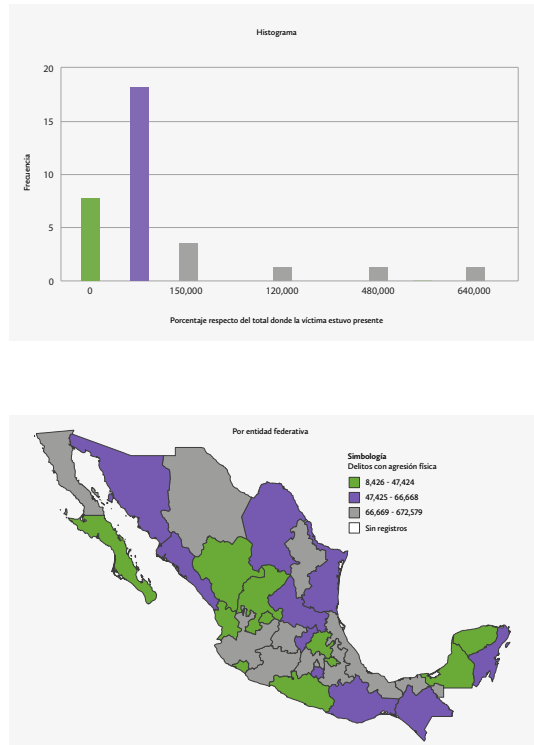 Histograma
20
15
10
5
0
Frecuencia
0 150,000 120,000 480,000 640,000
Porcentaje respecto del total donde la víctima estuvo presente
Por entidad federativa
Simbología
Delitos con agresión física
8,426 - 47,424
47,425 - 66,668
66,669 - 672,579
Sin registros